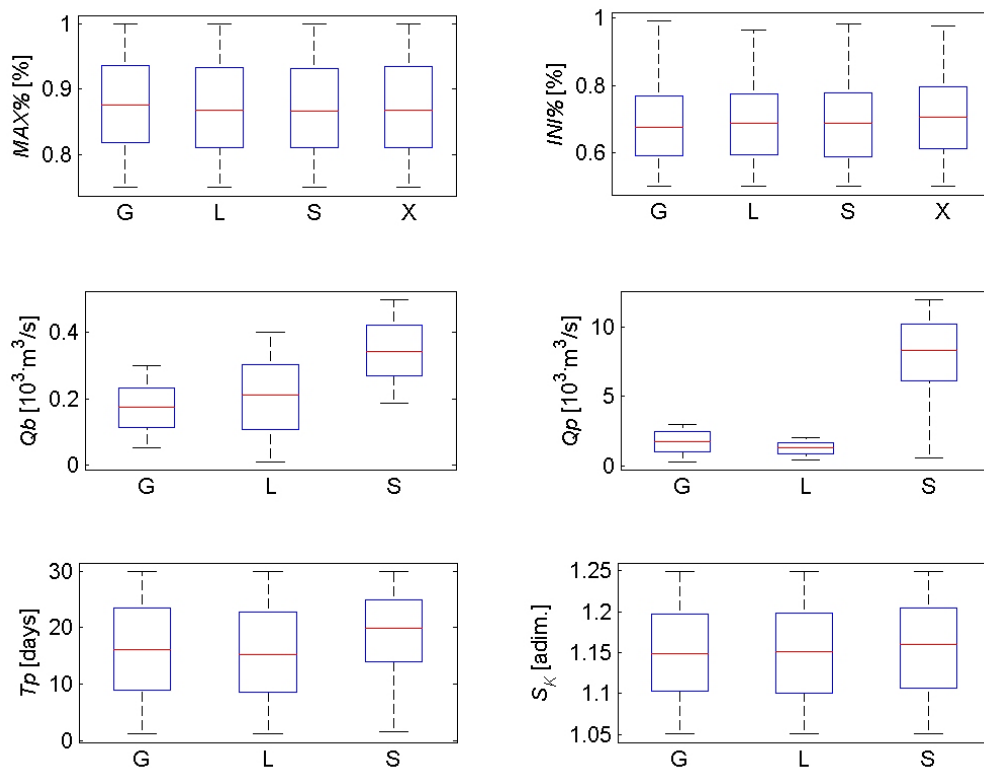 MAX% [%]
1
0.9
0.8
G L S X
INI% [%]
1
0.8
0.6
G L S X
Qb [10³·m³/s]
0.4
0.2
0
G L S
Qp [10³·m³/s]
10
5
0
G L S
Tp [days]
30
20
10
0
G L S
S_K [adim.]
1.25
1.2
1.15
1.1
1.05
G L S